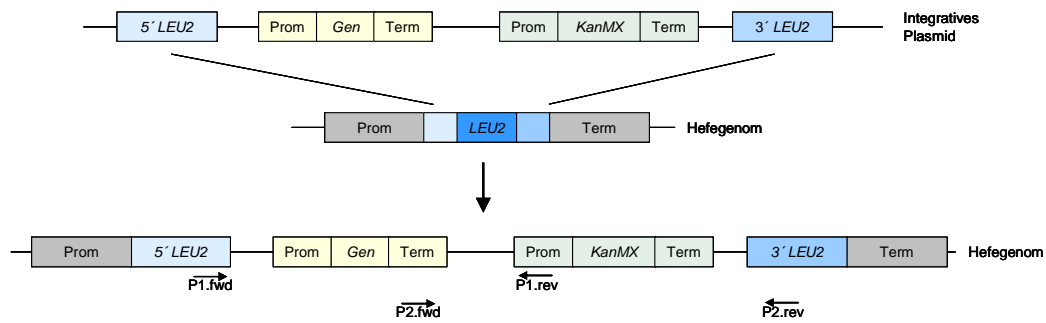 5´ LEU2 Prom Gen Term Prom KanMX Term 3´ LEU2 Integratives
Plasmid
Prom LEU2 Term Hefegenom
Prom 5´ LEU2 Prom Gen Term Prom KanMX Term 3´ LEU2 Term Hefegenom
P1.fwd P1.rev
P2.fwd P2.rev